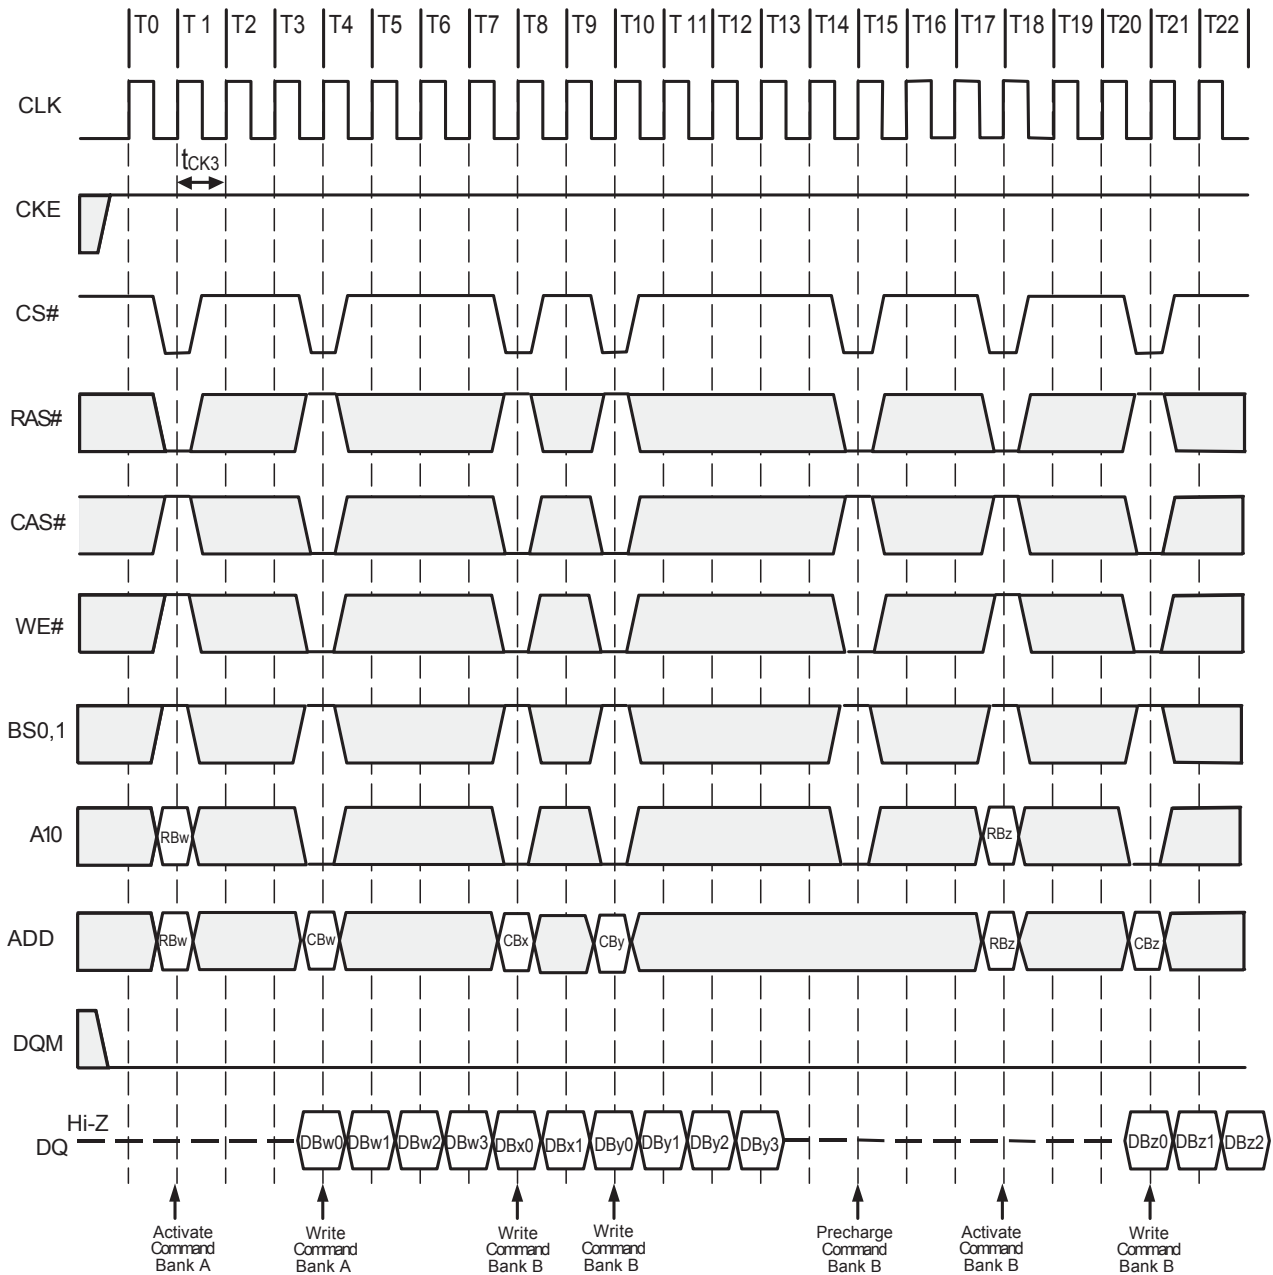 T0 T 1 T2 T3 T4 T5 T6 T7 T8 T9 T10 T 11 T12 T13 T14 T15 T16 T17 T18 T19 T20 T21 T22
CLK
tCK3
CKE
CS#
RAS#
CAS#
WE#
BS0,1
A10 RBw RBz
ADD RBw CBw CBx CBy RBz CBz
DQM
Hi-Z
DQ DBw0 DBw1 DBw2 DBw3 DBx0 DBx1 DBy0 DBy1 DBy2 DBy3 DBz0 DBz1 DBz2
Activate Write Write Write Precharge Activate Write
Command Command Command Command Command Command Command
Bank A Bank A Bank B Bank B Bank B Bank B Bank B